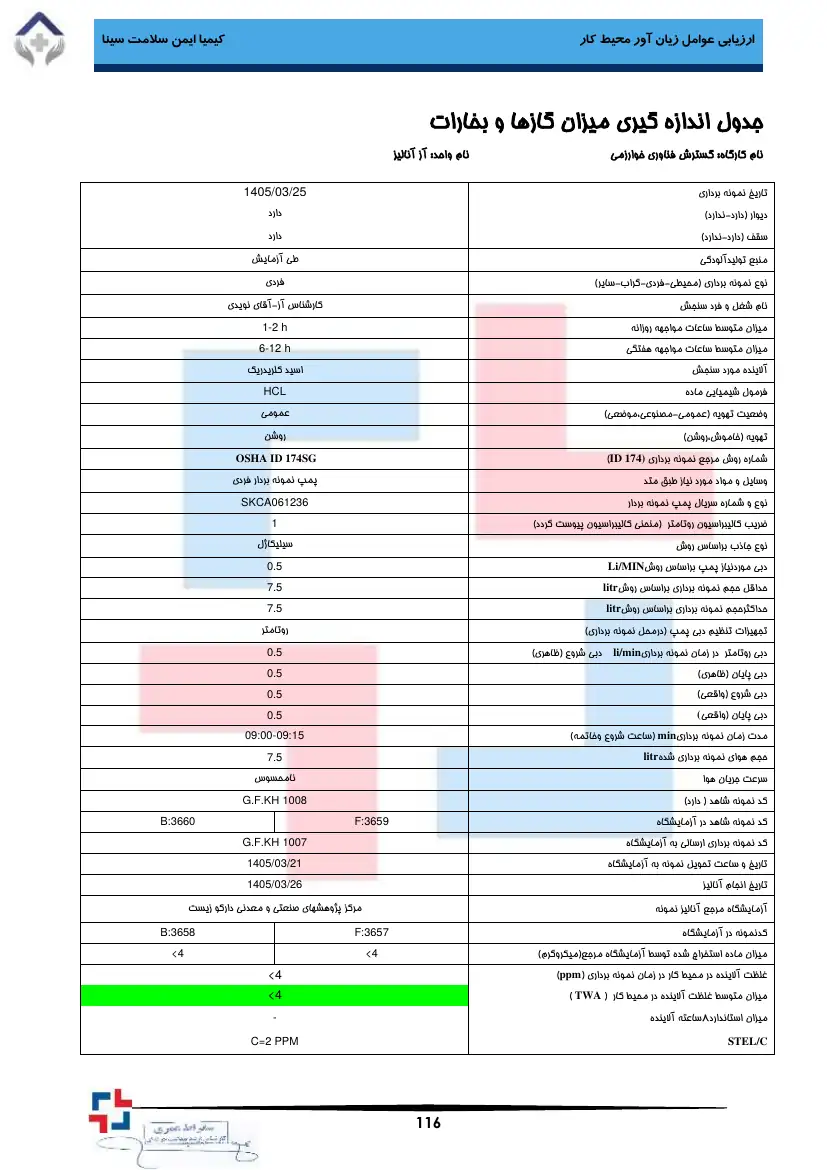 ارزیابی عوامل زیان آور محیط کار
کیمیا ایمن سلامت سینا
جدول اندازه گیری میزان گازها و بخارات
نام کارگاه: گسترش فناوری خوارزمی نام واحد: آز آنالیز
تاریخ نمونه برداری 1405/03/25
دیوار (دارد-ندارد) دارد
سقف (دارد-ندارد) دارد
منبع تولیدآلودگی طی آزمایش
نوع نمونه برداری (محیطی-فردی-گراب-سایر) فردی
نام شغل و فرد سنجش کارشناس آز-آقای نویدی
میزان متوسط ساعات مواجهه روزانه 1-2 h
میزان متوسط ساعات مواجهه هفتگی 6-12 h
آلاینده مورد سنجش اسید کلریدریک
فرمول شیمیایی ماده HCL
وضعیت تهویه (عمومی-مصنوعی،موضعی) عمومی
تهویه (خاموش،روشن) روشن
شماره روش مرجع نمونه برداری (ID 174) OSHA ID 174SG
وسایل و مواد مورد نیاز طبق متد پمپ نمونه بردار فردی
نوع و شماره سریال پمپ نمونه بردار SKCA061236
ضریب کالیبراسیون روتامتر (منحنی کالیبراسیون پیوست گردد) 1
نوع جاذب براساس روش سیلیکاژل
دبی موردنیاز پمپ براساس روشLi/MIN 0.5
حداقل حجم نمونه برداری براساس روشlitr 7.5
حداکثرحجم نمونه برداری براساس روشlitr 7.5
تجهیزات تنظیم دبی پمپ (درمحل نمونه برداری) روتامتر
دبی روتامتر در زمان نمونه برداریli/min دبی شروع (ظاهری) 0.5
دبی پایان (ظاهری) 0.5
دبی شروع (واقعی) 0.5
دبی پایان (واقعی) 0.5
مدت زمان نمونه برداریmin (ساعت شروع وخاتمه) 09:00-09:15
حجم هوای نمونه برداری شدهlitr 7.5
سرعت جریان هوا نامحسوس
کد نمونه شاهد ( دارد) G.F.KH 1008
کد نمونه شاهد در آزمایشگاه F:3659 B:3660
کد نمونه برداری ارسالی به آزمایشگاه G.F.KH 1007
تاریخ و ساعت تحویل نمونه به آزمایشگاه 1405/03/21
تاریخ انجام آنالیز 1405/03/26
آزمایشگاه مرجع آنالیز نمونه مرکز پژوهشهای صنعتی و معدنی دارکو زیست
کدنمونه در آزمایشگاه F:3657 B:3658
میزان ماده استخراج شده توسط آزمایشگاه مرجع(میکروگرم) <4 <4
غلظت آلاینده در محیط کار در زمان نمونه برداری (ppm) <4
میزان متوسط غلظت آلاینده در محیط کار ( TWA ) <4
میزان استاندارد۸ساعته آلاینده -
STEL/C C=2 PPM
116